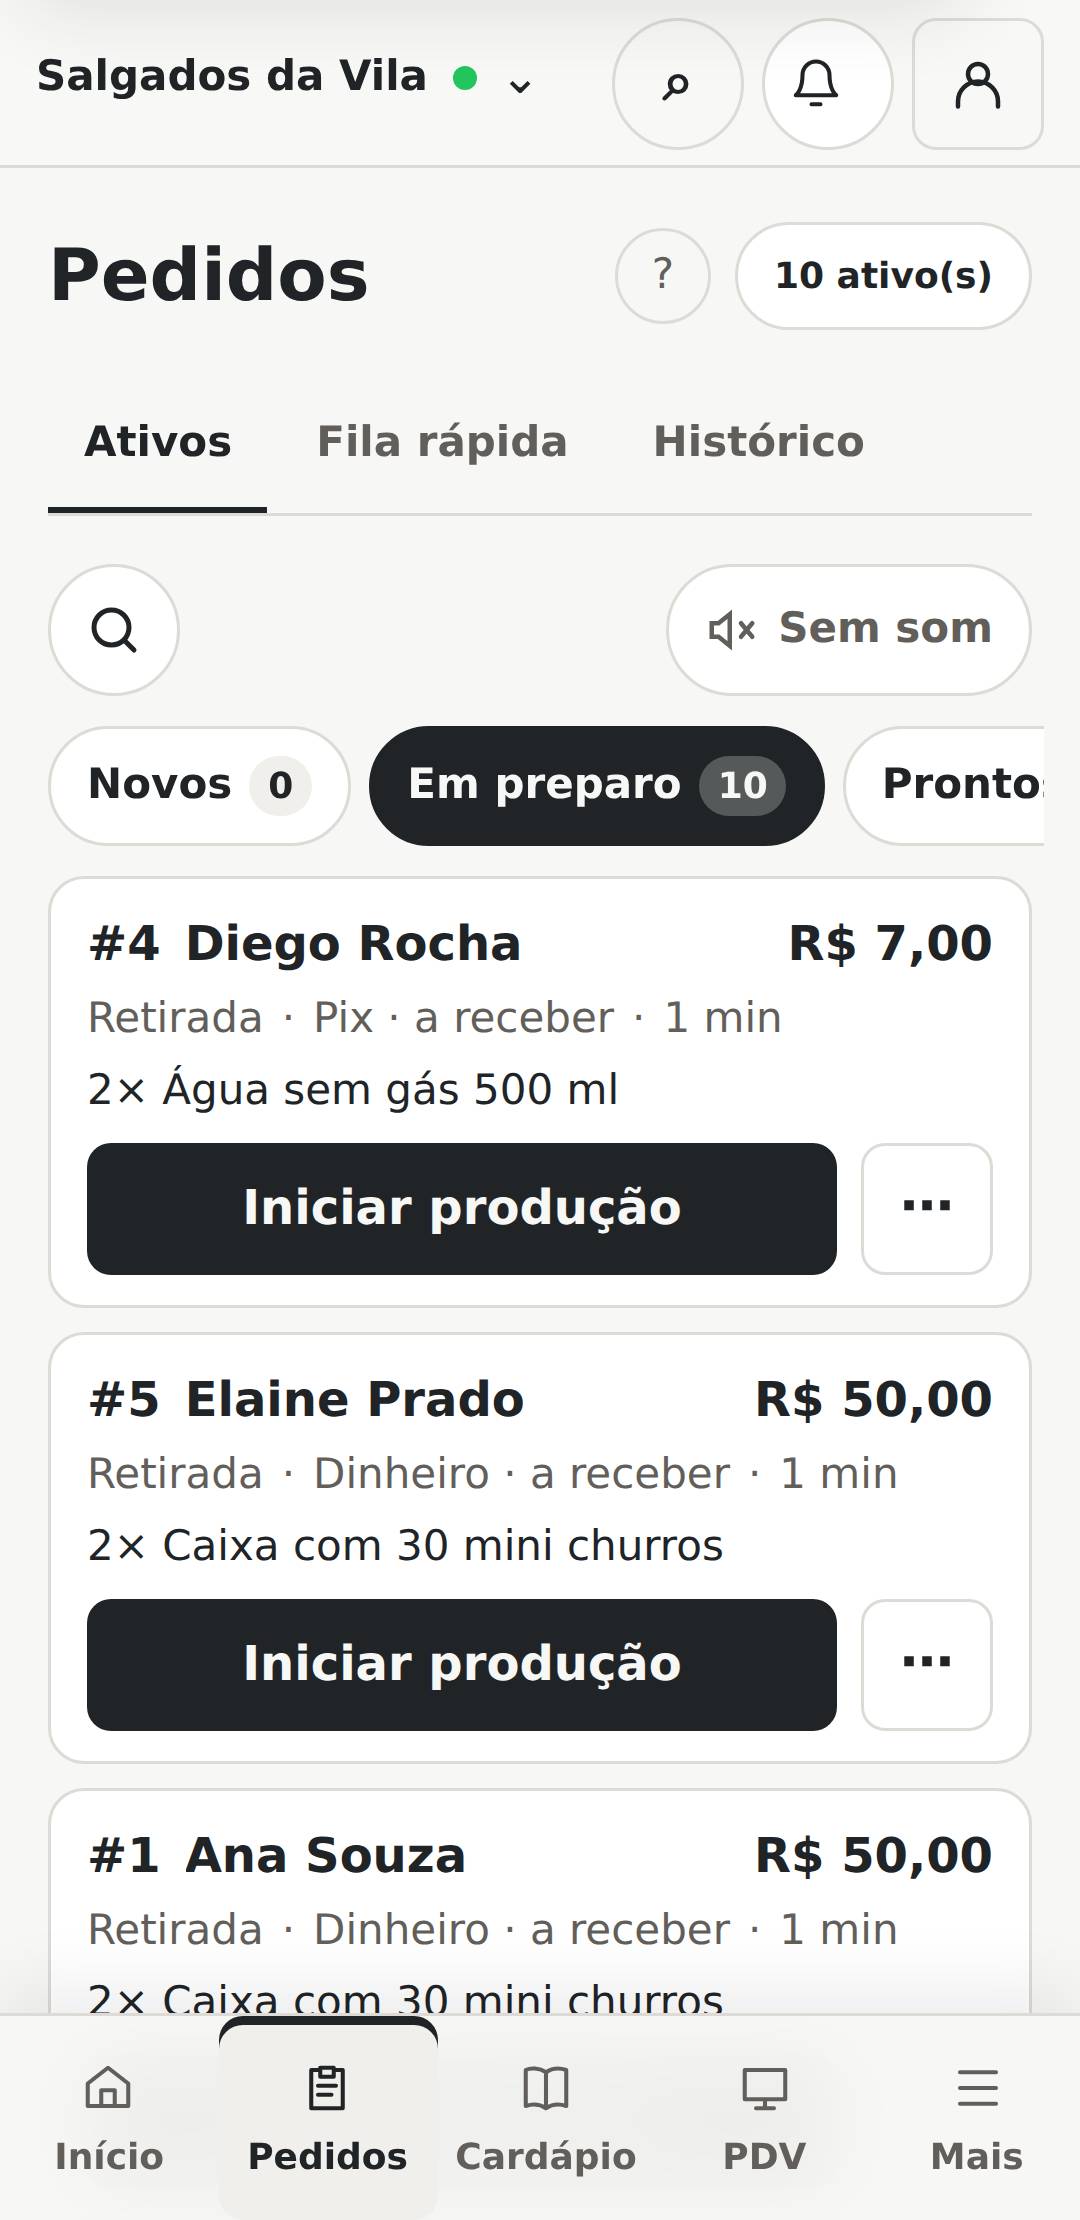 Salgados da Vila
Pedidos
?
10 ativo(s)
Ativos
Fila rápida
Histórico
Sem som
Novos 0
Em preparo 10
Prontos
#4 Diego Rocha
R$ 7,00
Retirada · Pix · a receber · 1 min
2× Água sem gás 500 ml
Iniciar produção
...
#5 Elaine Prado
R$ 50,00
Retirada · Dinheiro · a receber · 1 min
2× Caixa com 30 mini churros
Iniciar produção
...
#1 Ana Souza
R$ 50,00
Retirada · Dinheiro · a receber · 1 min
2× Caixa com 30 mini churros
Início
Pedidos
Cardápio
PDV
Mais